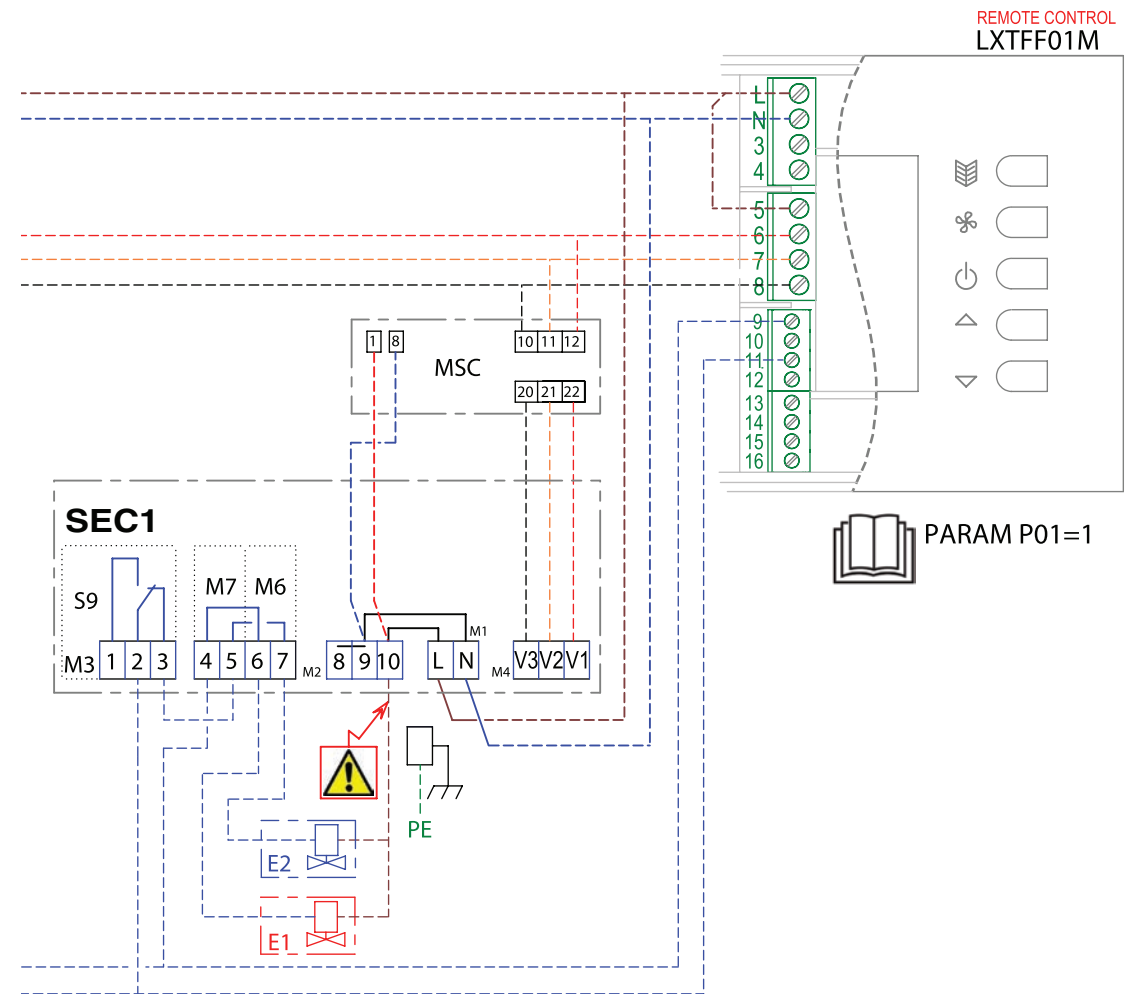 REMOTE CONTROL
LXTFF01M
L
N
3
4
5
6
7
8
9
10
11
12
13
14
15
16
1 8 10 11 12
MSC
20 21 22
SEC1
PARAM P01=1
M7 M6
S9
M1
M3 1 2 3 4 5 6 7 M2 8 9 10 L N M4 V3 V2 V1
PE
E2
E1